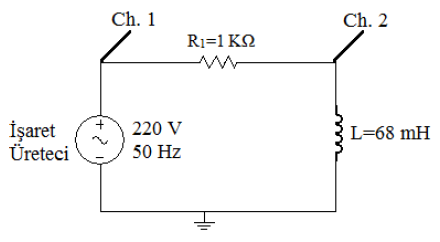 Ch. 1
Ch. 2
R1=1 KΩ
İşaret
Üreteci
+
−
220 V
50 Hz
L=68 mH